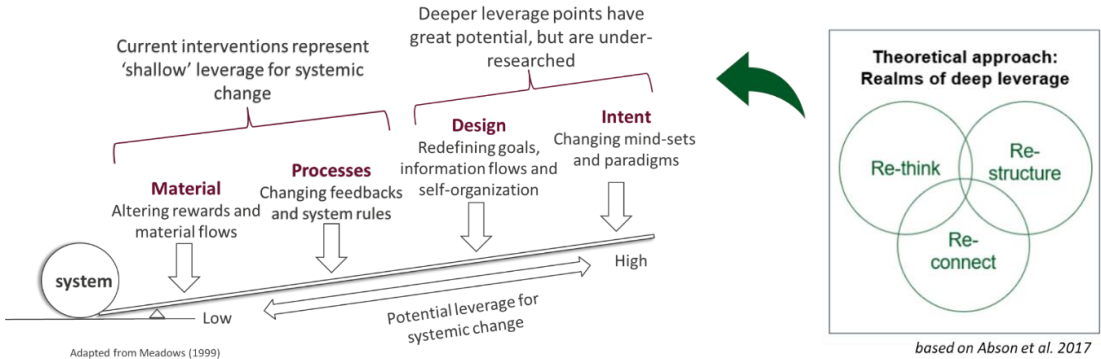 Current interventions represent
‘shallow’ leverage for systemic
change
Deeper leverage points have
great potential, but are under-
researched
Material
Altering rewards and
material flows
Processes
Changing feedbacks
and system rules
Design
Redefining goals,
information flows and
self-organization
Intent
Changing mind-sets
and paradigms
system
Low
High
Potential leverage for
systemic change
Adapted from Meadows (1999)
Theoretical approach:
Realms of deep leverage
Re-think
Re-
structure
Re-
connect
based on Abson et al. 2017